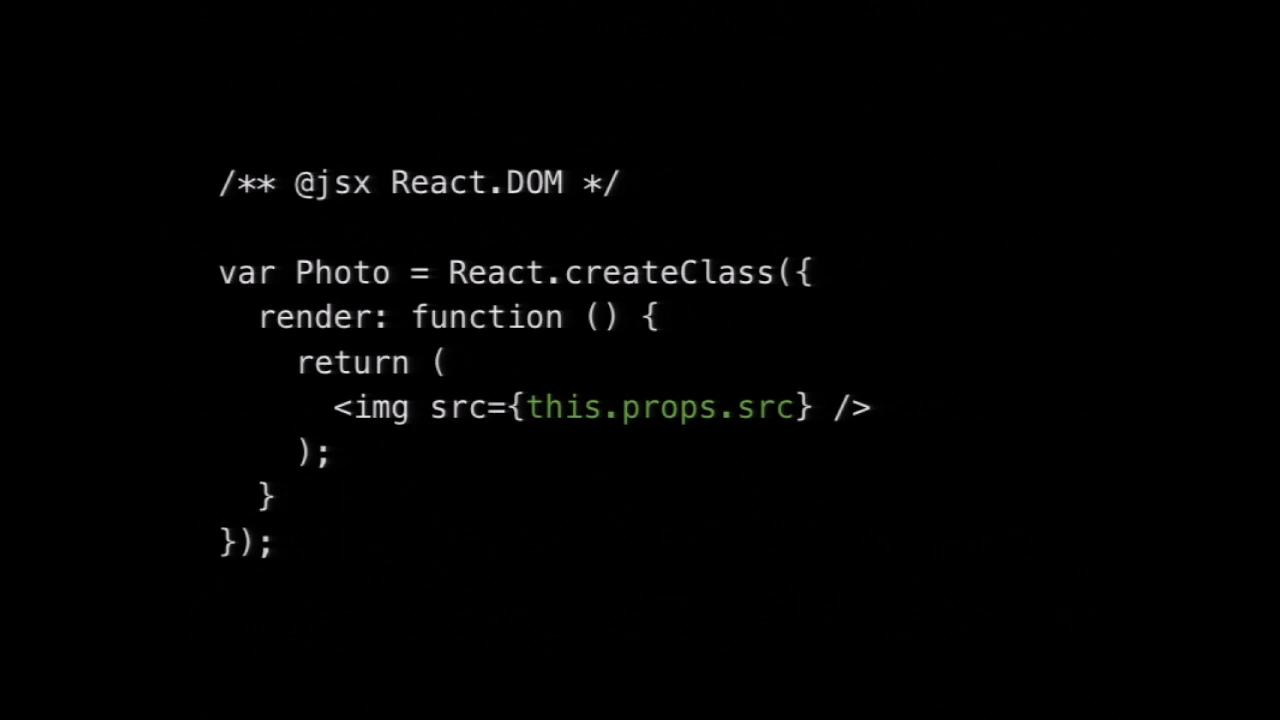 /** @jsx React.DOM */

var Photo = React.createClass({
  render: function () {
    return (
      <img src={this.props.src} />
    );
  }
});